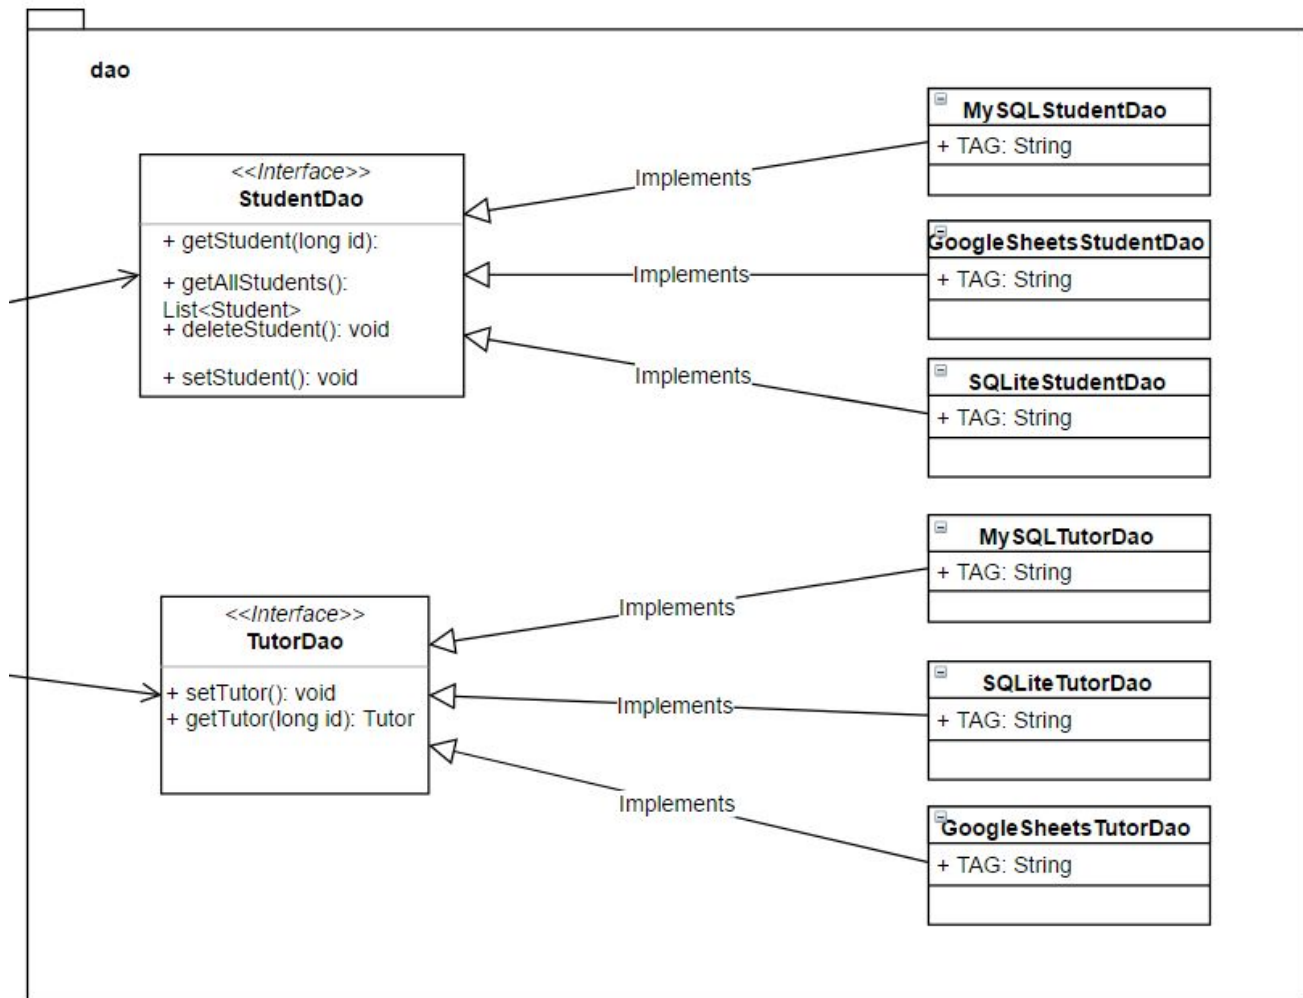 dao
<<Interface>>
StudentDao
+ getStudent(long id):
+ getAllStudents():
List<Student>
+ deleteStudent(): void
+ setStudent(): void
Implements
Implements
Implements
MySQLStudentDao
+ TAG: String
GoogleSheetsStudentDao
+ TAG: String
SQLiteStudentDao
+ TAG: String
<<Interface>>
TutorDao
+ setTutor(): void
+ getTutor(long id): Tutor
Implements
Implements
Implements
MySQLTutorDao
+ TAG: String
SQLiteTutorDao
+ TAG: String
GoogleSheetsTutorDao
+ TAG: String